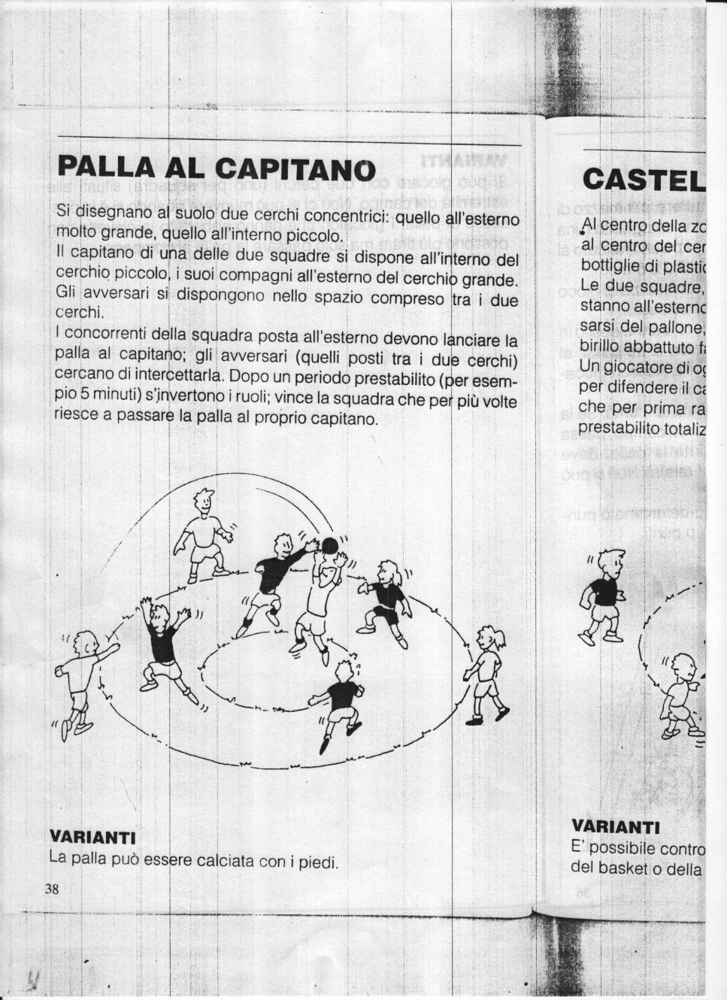 PALLA AL CAPITANO
Si disegnano al suolo due cerchi concentrici: quello all'esterno
molto grande, quello all'interno piccolo.
Il capitano di una delle due squadre si dispone all'interno del
cerchio piccolo, i suoi compagni all'esterno del cerchio grande.
Gli avversari si dispongono nello spazio compreso tra i due
cerchi.
I concorrenti della squadra posta all'esterno devono lanciare la
palla al capitano; gli avversari (quelli posti tra i due cerchi)
cercano di intercettarla. Dopo un periodo prestabilito (per esem-
pio 5 minuti) s'invertono i ruoli; vince la squadra che per più volte
riesce a passare la palla al proprio capitano.
VARIANTI
La palla può essere calciata con i piedi.
38
CASTEL
Al centro della zo
al centro del cer
bottiglie di plastic
Le due squadre,
stanno all'esterno
sarsi del pallone,
birillo abbattuto fa
Un giocatore di og
per difendere il ca
che per prima ra
prestabilito totaliz
VARIANTI
E' possibile contro
del basket o della